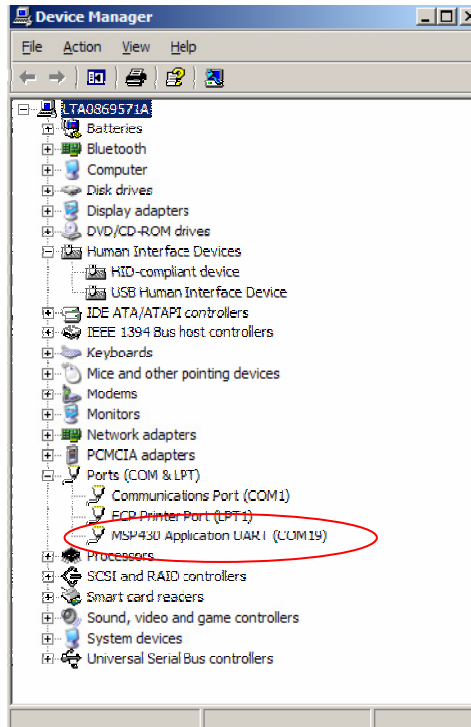 Device Manager
File Action View Help
LTA0869571A
Batteries
Bluetooth
Computer
Disk drives
Display adapters
DVD/CD-ROM drives
Human Interface Devices
HID-compliant device
USB Human Interface Device
IDE ATA/ATAPI controllers
IEEE 1394 Bus host controllers
Keyboards
Mice and other pointing devices
Modems
Monitors
Network adapters
PCMCIA adapters
Ports (COM & LPT)
Communications Port (COM1)
ECP Printer Port (LPT1)
MSP430 Application UART (COM19)
Processors
SCSI and RAID controllers
Smart card readers
Sound, video and game controllers
System devices
Universal Serial Bus controllers